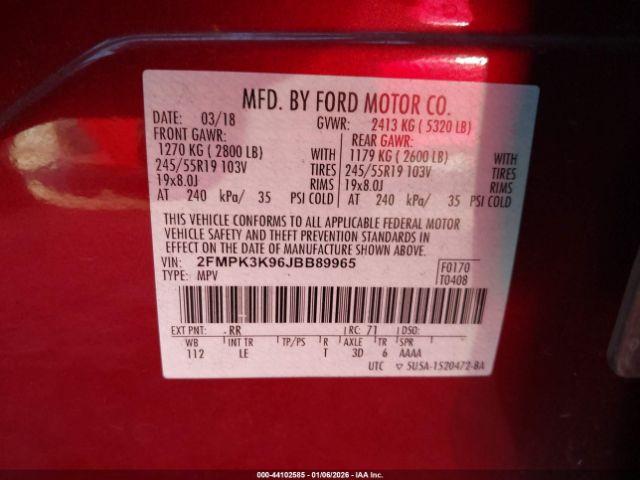 MFD. BY FORD MOTOR CO.
DATE: 03/18 GVWR: 2413 KG ( 5320 LB)
FRONT GAWR: REAR GAWR:
1270 KG ( 2800 LB) WITH 1179 KG ( 2600 LB) WITH
245/55R19 103V TIRES 245/55R19 103V TIRES
19x8.0J RIMS 19x8.0J RIMS
AT 240 kPa/ 35 PSI COLD AT 240 kPa/ 35 PSI COLD
THIS VEHICLE CONFORMS TO ALL APPLICABLE FEDERAL MOTOR
VEHICLE SAFETY AND THEFT PREVENTION STANDARDS IN
EFFECT ON THE DATE OF MANUFACTURE SHOWN ABOVE.
VIN: 2FMPK3K96JBB89965 F0170
TYPE: MPV T0408
EXT PNT: RR RC: 71 DSO:
WB INT TR TP/PS R AXLE TR SPR
112 LE T 3D 6 AAAA
UTC ▽ 5U5A-1520472-BA
000-44102585 - 01/06/2026 - IAA Inc.